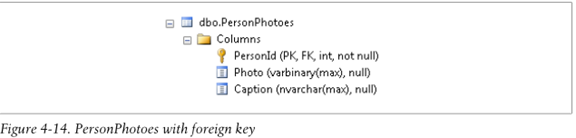 dbo.PersonPhotoes
Columns
PersonId (PK, FK, int, not null)
Photo (varbinary(max), null)
Caption (nvarchar(max), null)
Figure 4-14. PersonPhotoes with foreign key